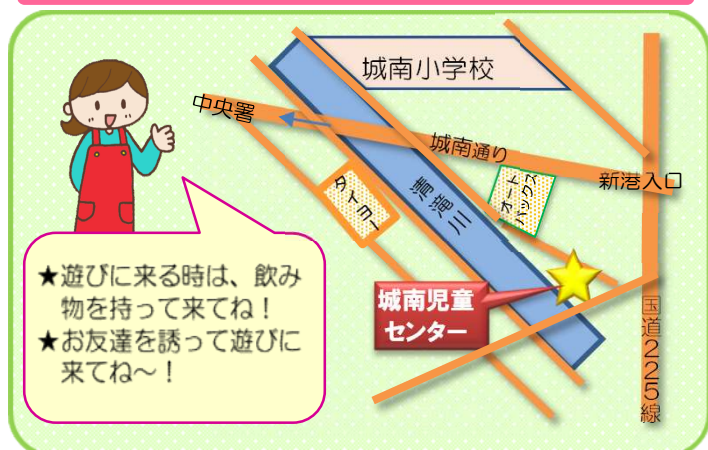 城南小学校
中央署
城南通り
新港入口
タイヨー
清滝川
オート
バックス
城南児童
センター
国道225線
★遊びに来る時は、飲み
物を持って来てね！
★お友達を誘って遊びに
来てね～！